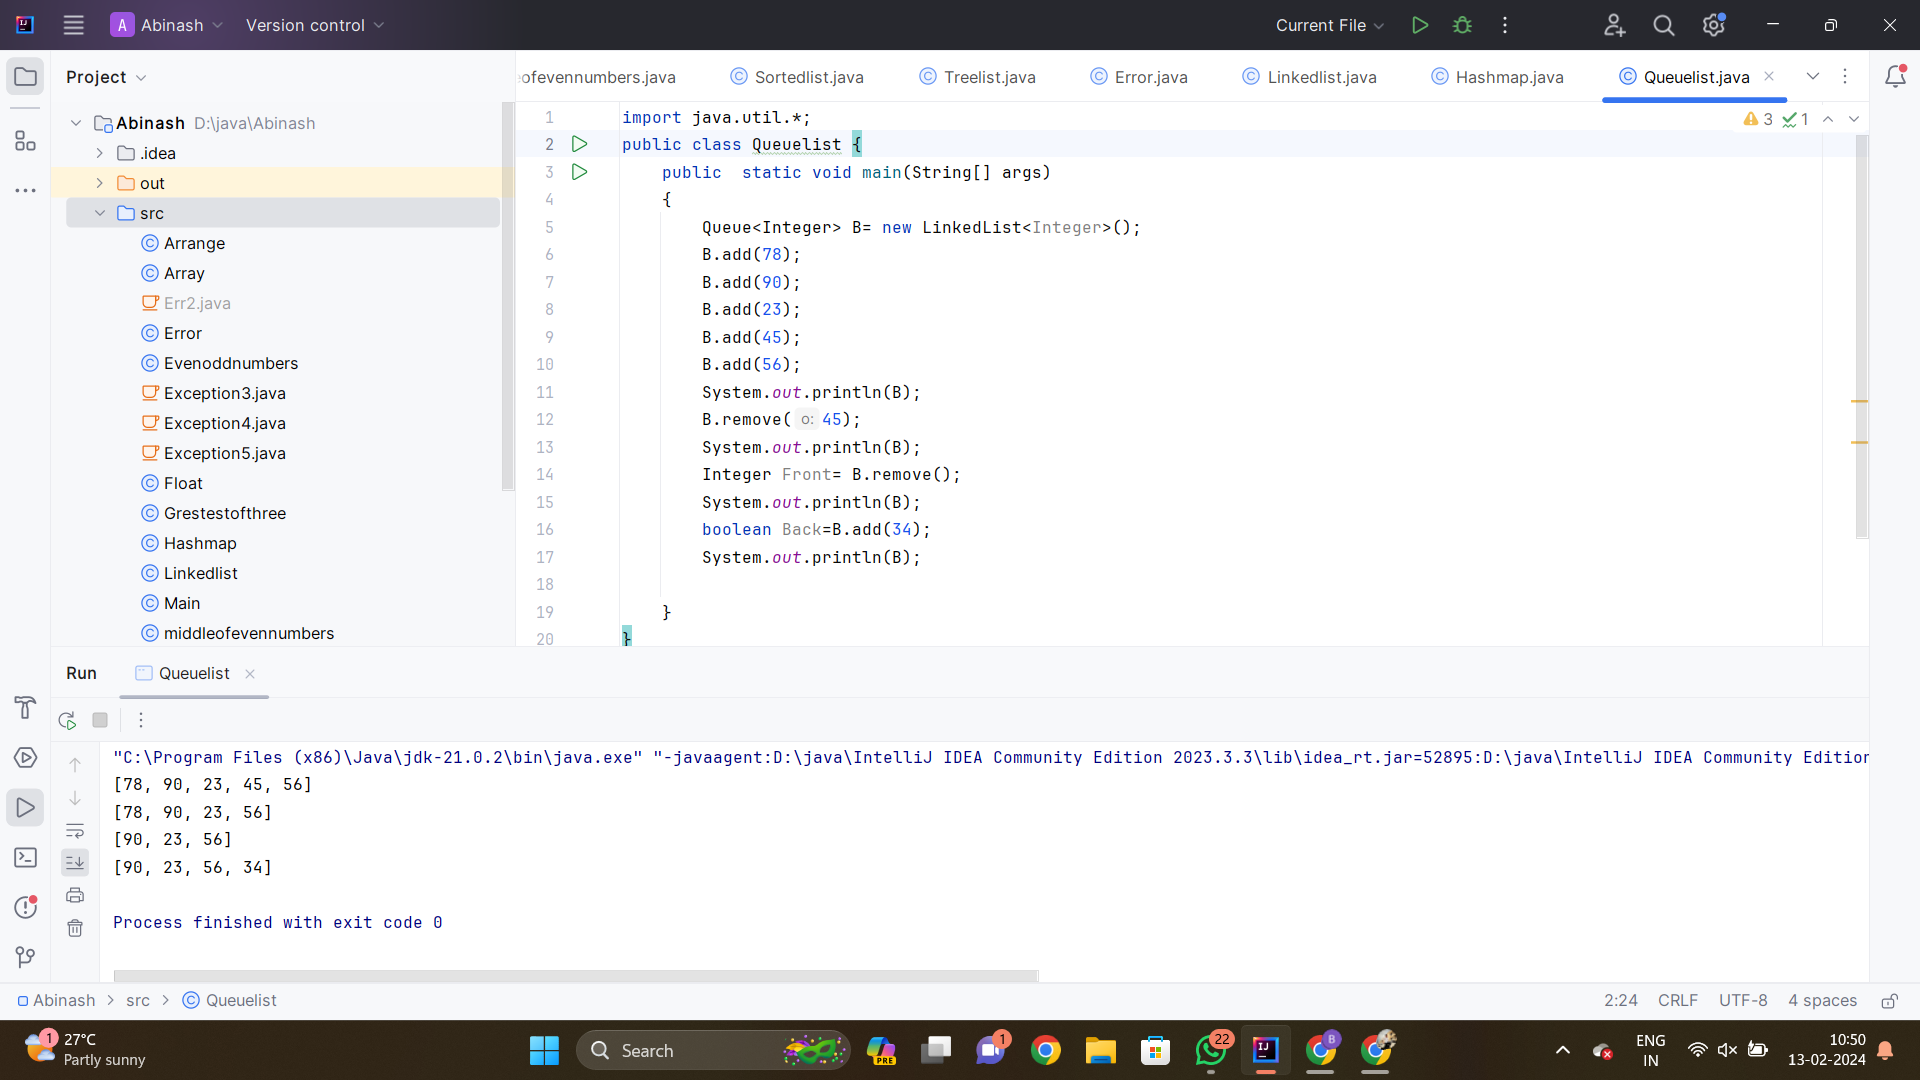 A Abinash Version control Current File
Project
ofevennumbers.java Sortedlist.java Treelist.java Error.java Linkedlist.java Hashmap.java Queuelist.java
Abinash D:\java\Abinash
.idea
out
src
Arrange
Array
Err2.java
Error
Evenoddnumbers
Exception3.java
Exception4.java
Exception5.java
Float
Grestestofthree
Hashmap
Linkedlist
Main
middleofevennumbers
3 1
1 import java.util.*;
2 public class Queuelist {
3 public  static void main(String[] args)
4 {
5 Queue<Integer> B= new LinkedList<Integer>();
6 B.add(78);
7 B.add(90);
8 B.add(23);
9 B.add(45);
10 B.add(56);
11 System.out.println(B);
12 B.remove( o: 45);
13 System.out.println(B);
14 Integer Front= B.remove();
15 System.out.println(B);
16 boolean Back=B.add(34);
17 System.out.println(B);
18
19 }
20 }
Run Queuelist
"C:\Program Files (x86)\Java\jdk-21.0.2\bin\java.exe" "-javaagent:D:\java\IntelliJ IDEA Community Edition 2023.3.3\lib\idea_rt.jar=52895:D:\java\IntelliJ IDEA Community Edition
[78, 90, 23, 45, 56]
[78, 90, 23, 56]
[90, 23, 56]
[90, 23, 56, 34]
Process finished with exit code 0
Abinash > src > Queuelist 2:24 CRLF UTF-8 4 spaces
1 27°C
Partly sunny
Search
PRE
1
22
IJ
B
ENG
IN
10:50
13-02-2024